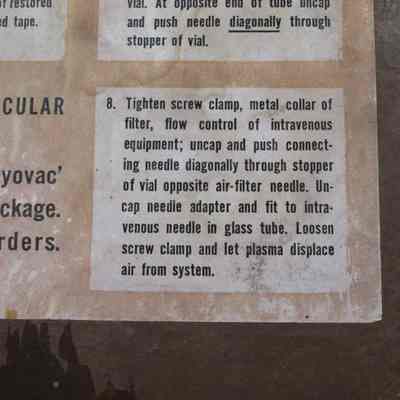 of restored
d tape.
CULAR
yovac'
ckage.
rders.
vial. At opposite end of tube uncap
and push needle diagonally through
stopper of vial.
8. Tighten screw clamp, metal collar of
filter, flow control of intravenous
equipment; uncap and push connect-
ing needle diagonally through stopper
of vial opposite air-filter needle. Un-
cap needle adapter and fit to intra-
venous needle in glass tube. Loosen
screw clamp and let plasma displace
air from system.